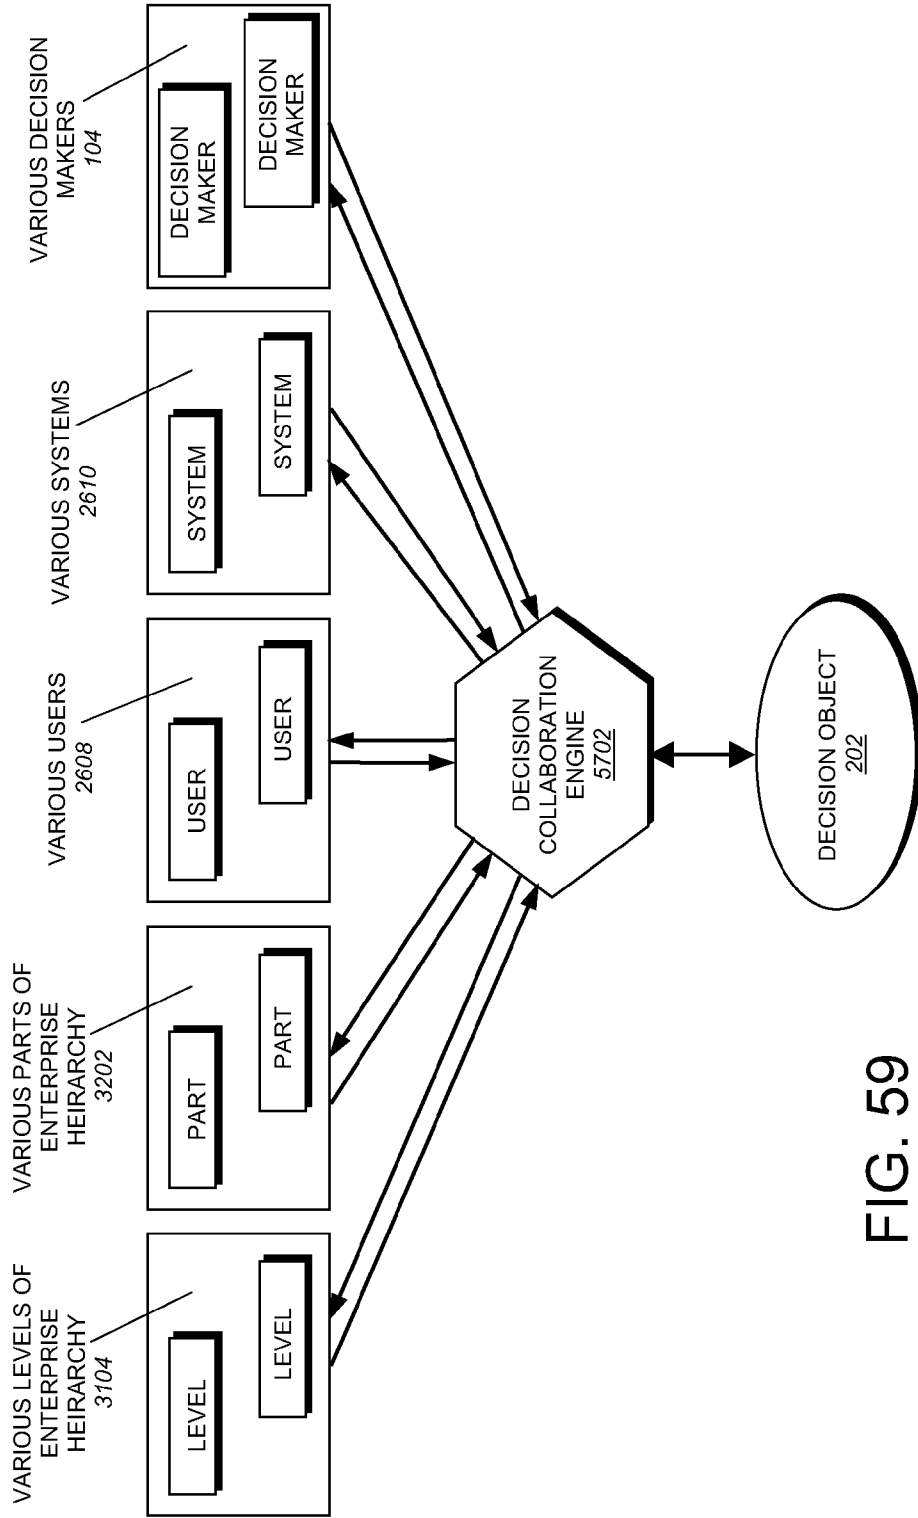 VARIOUS LEVELS OF
ENTERPRISE
HEIRARCHY
3104
LEVEL
LEVEL
VARIOUS PARTS OF
ENTERPRISE
HEIRARCHY
3202
PART
PART
VARIOUS USERS
2608
USER
USER
VARIOUS SYSTEMS
2610
SYSTEM
SYSTEM
VARIOUS DECISION
MAKERS
104
DECISION
MAKER
DECISION
MAKER
DECISION
COLLABORATION
ENGINE
5702
DECISION OBJECT
202
FIG. 59